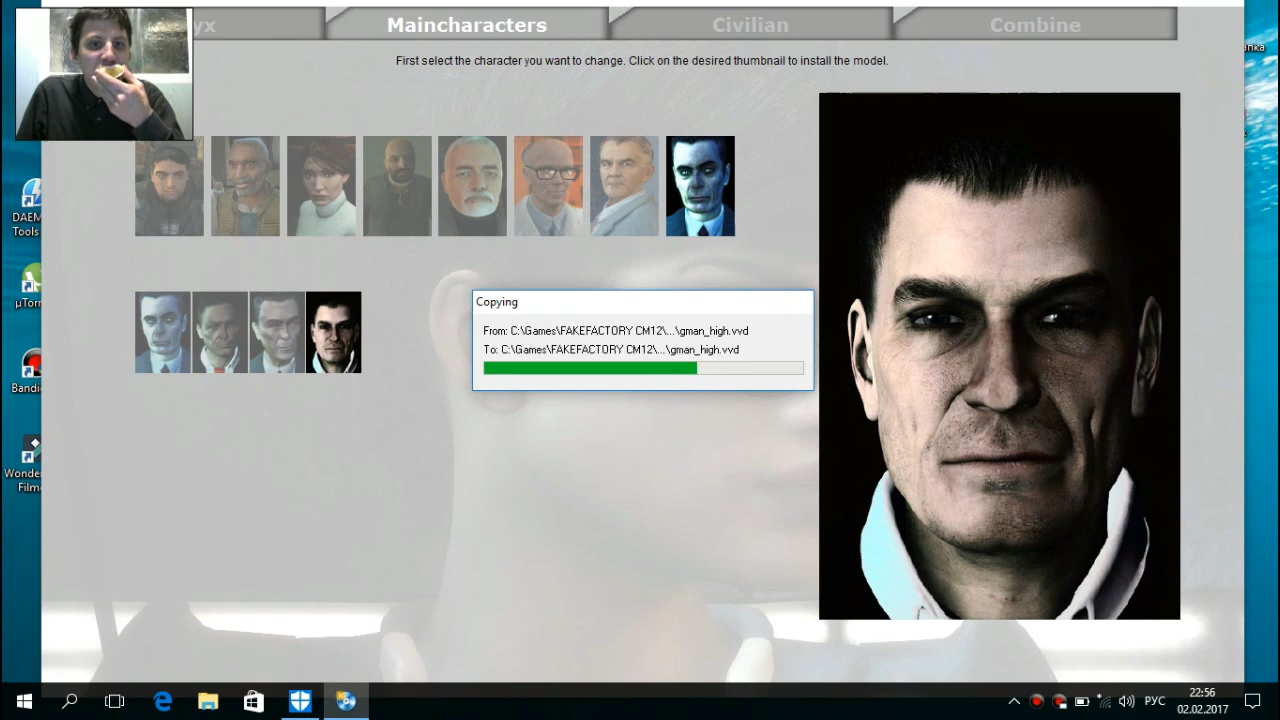 yx
Maincharacters
Civilian
Combine
First select the character you want to change. Click on the desired thumbnail to install the model.
DAEM
Tools
µTorr
Bandi
Wonde
Film
Copying
From: C:\Games\FAKEFACTORY CM12\...\gman_high.vvd
To: C:\Games\FAKEFACTORY CM12\...\gman_high.vvd
РУС
22:56
02.02.2017